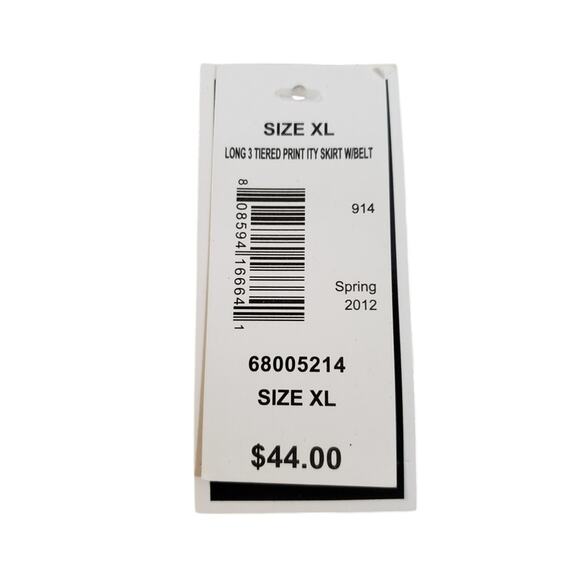 SIZE XL
LONG 3 TIERED PRINT ITY SKIRT W/BELT
8 08594 16664 1
914
Spring
2012
68005214
SIZE XL
$44.00